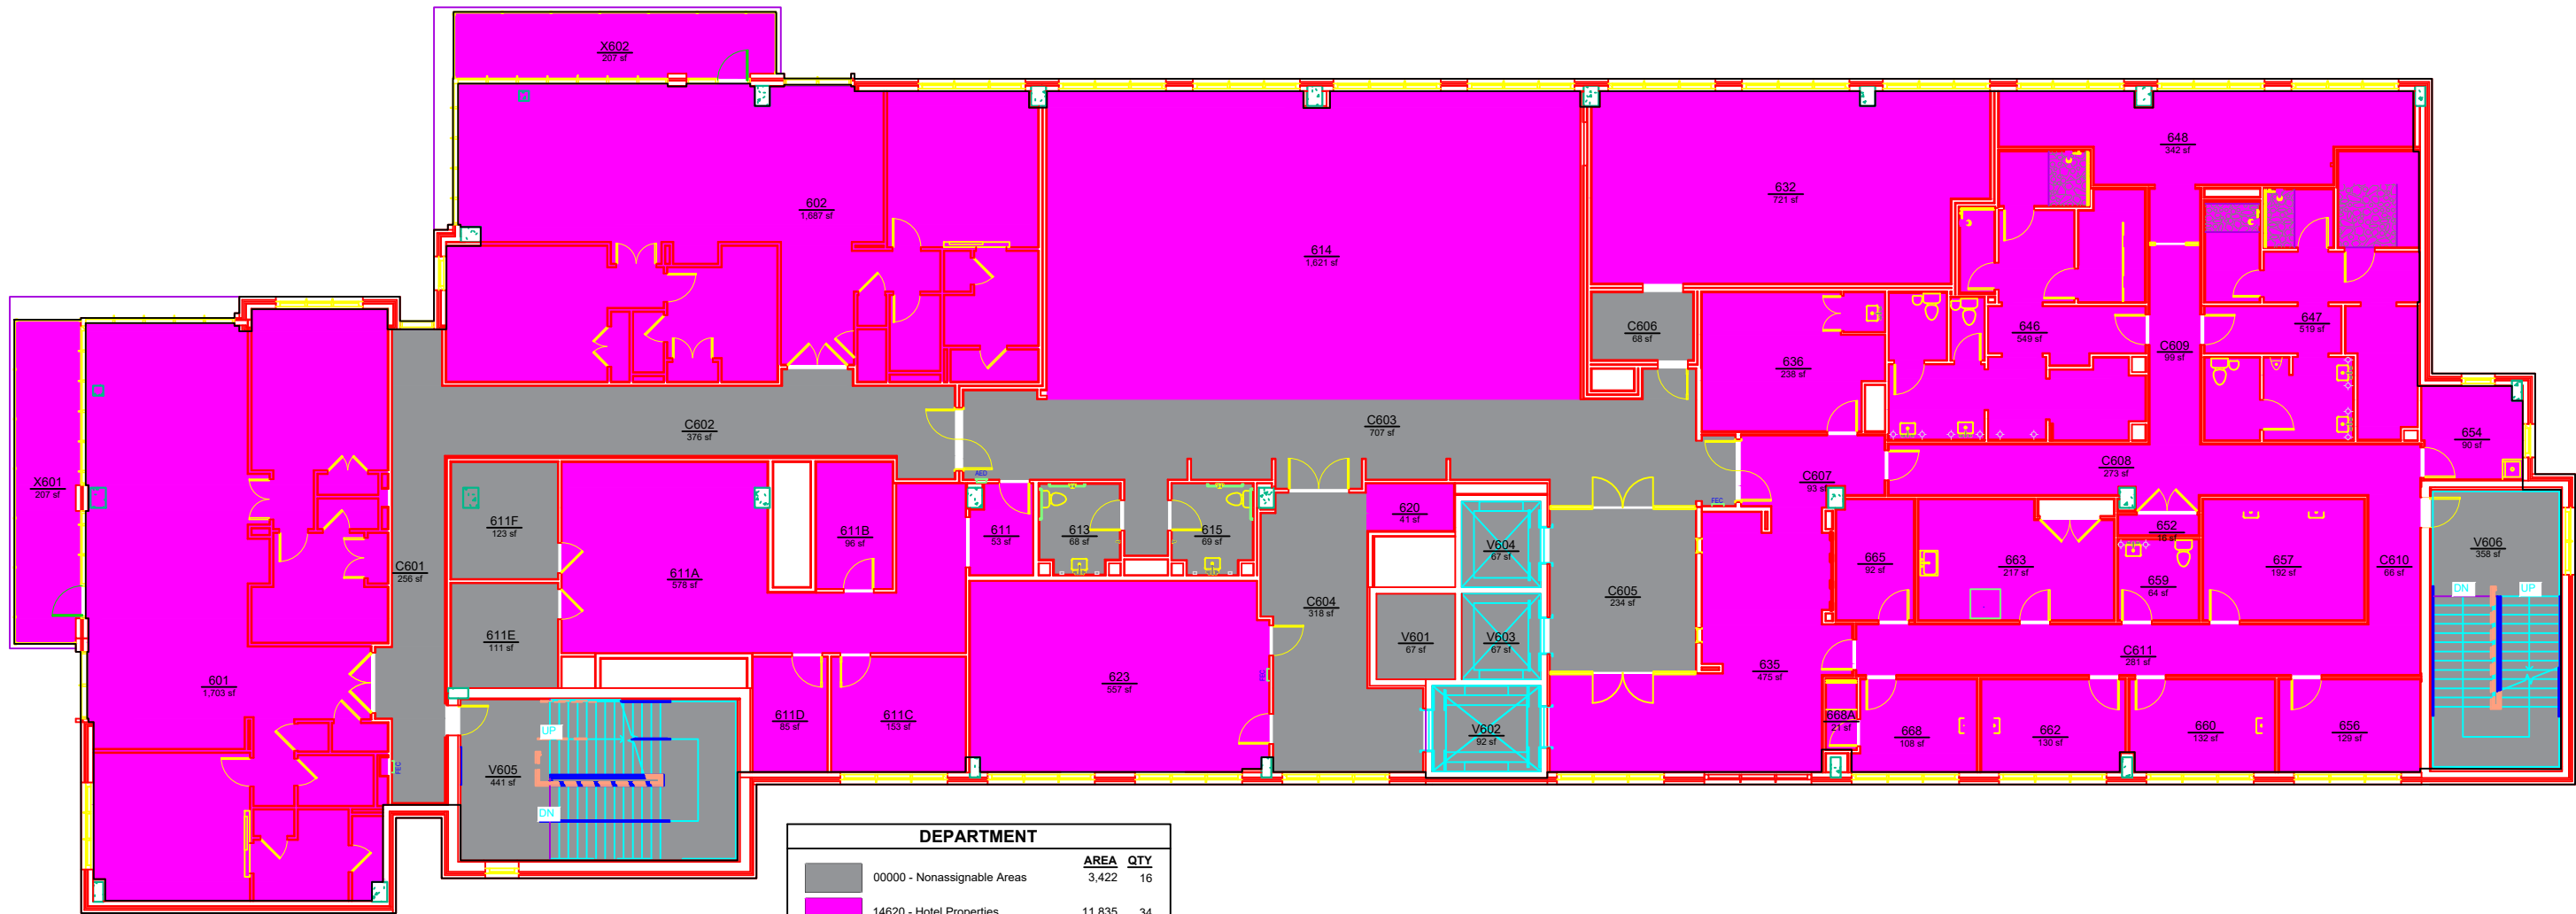 X602
207 sf
602
1,687 sf
648
342 sf
632
721 sf
614
1,621 sf
C606
68 sf
636
238 sf
646
549 sf
C609
99 sf
647
519 sf
C602
376 sf
C603
707 sf
654
90 sf
C608
273 sf
C607
93 sf
X601
207 sf
C601
256 sf
611F
123 sf
611A
578 sf
611B
96 sf
AED
611
53 sf
613
68 sf
615
69 sf
620
41 sf
V604
67 sf
FEC
665
92 sf
663
217 sf
652
16 sf
659
64 sf
657
192 sf
C610
66 sf
V606
358 sf
DN
UP
611E
111 sf
C604
318 sf
V601
67 sf
V603
67 sf
C605
234 sf
601
1,703 sf
623
557 sf
FEC
635
475 sf
C611
281 sf
611D
85 sf
611C
153 sf
V602
92 sf
668A
21 sf
668
108 sf
662
130 sf
660
132 sf
656
129 sf
FEC
V605
441 sf
UP
DN
DEPARTMENT
AREA QTY
00000 - Nonassignable Areas 3,422 16
14620 - Hotel Properties 11,835 34